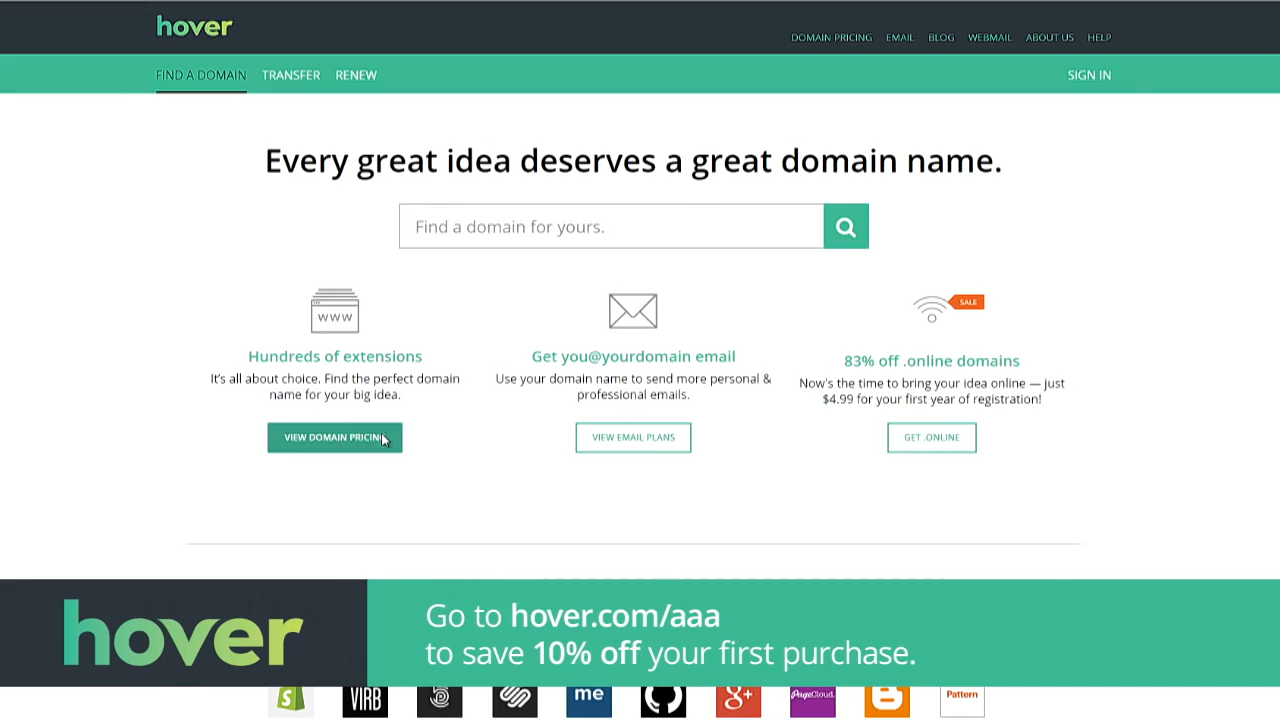 hover
DOMAIN PRICING EMAIL BLOG WEBMAIL ABOUT US HELP
FIND A DOMAIN TRANSFER RENEW SIGN IN
Every great idea deserves a great domain name.
Find a domain for yours.
WWW
SALE
Hundreds of extensions
It's all about choice. Find the perfect domain
name for your big idea.
VIEW DOMAIN PRICING
Get you@yourdomain email
Use your domain name to send more personal &
professional emails.
VIEW EMAIL PLANS
83% off .online domains
Now's the time to bring your idea online — just
$4.99 for your first year of registration!
GET .ONLINE
hover
Go to hover.com/aaa
to save 10% off your first purchase.
VIRB me g+ PageCloud Pattern